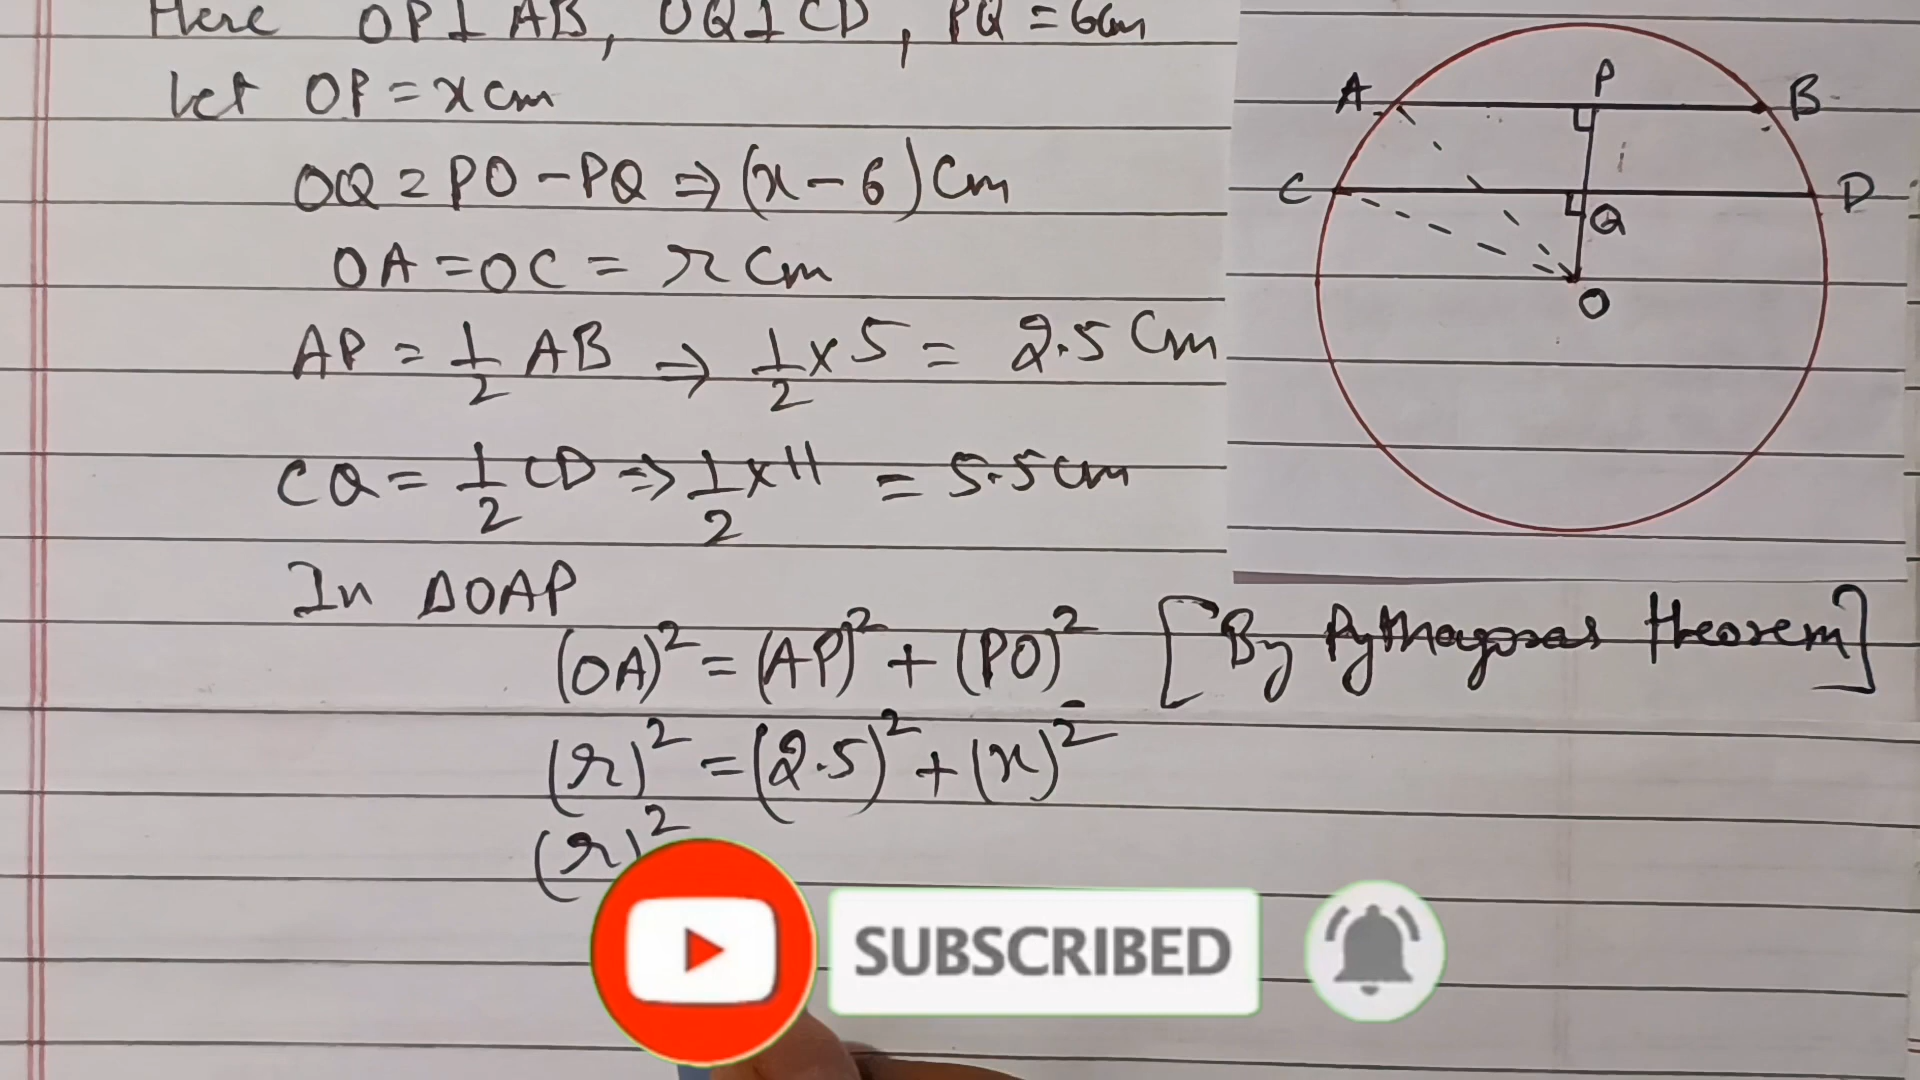 Here OP⊥AB, OQ⊥CD, PQ = 6cm
Let OP = x cm
OQ = PO - PQ ⇒ (x - 6) cm
OA = OC = r cm
AP = 1/2 AB ⇒ 1/2 × 5 = 2.5 cm
CQ = 1/2 CD ⇒ 1/2 × 11 = 5.5 cm
In ΔOAP
(OA)² = (AP)² + (PO)² [By Pythagoras theorem]
(r)² = (2.5)² + (x)²
(r)²
A P B
C Q D
O
SUBSCRIBED